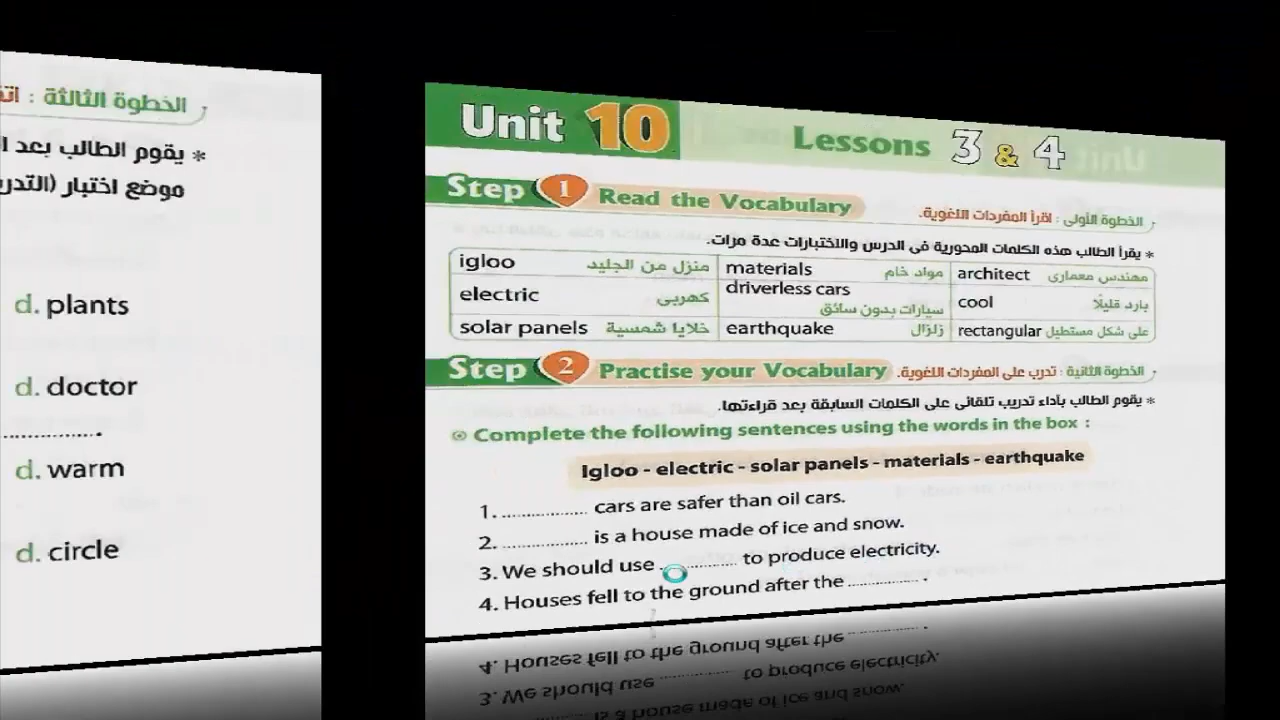 الخطوة الثالثة :
* يقوم الطالب بعد
موضع اختبار
d. plants
d. doctor
.................
d. warm
d. circle
Unit 10 Lessons 3 & 4
Step 1 Read the Vocabulary الخطوة الأولى : اقرأ المفردات اللغوية.
* يقرأ الطالب هذه الكلمات المحورية فى الدرس والاختبارات عدة مرات.
igloo منزل من الجليد materials مواد خام architect مهندس معمارى
electric كهربى driverless cars سيارات بدون سائق cool بارد قليلًا
solar panels خلايا شمسية earthquake زلزال rectangular على شكل مستطيل
Step 2 Practise your Vocabulary الخطوة الثانية : تدرب على المفردات اللغوية.
* يقوم الطالب بأداء تدريب تلقائى على الكلمات السابقة بعد قراءتها.
Complete the following sentences using the words in the box :
Igloo - electric - solar panels - materials - earthquake
1. ................ cars are safer than oil cars.
2. ................ is a house made of ice and snow.
3. We should use ................ to produce electricity.
4. Houses fell to the ground after the ................ .